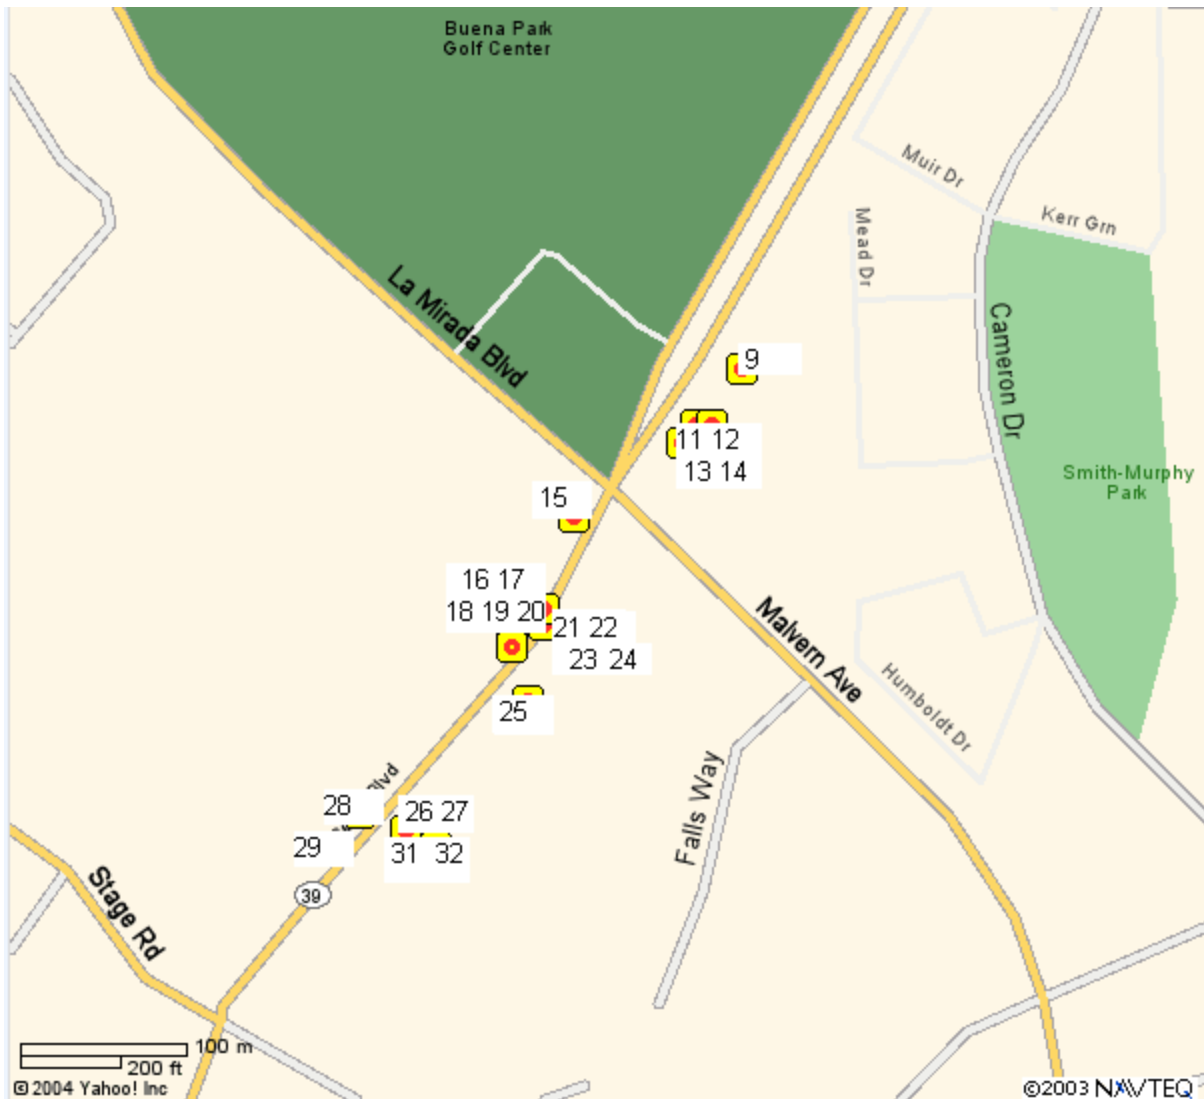 Buena Park
Golf Center
Muir Dr
Kerr Grn
Mead Dr
La Mirada Blvd
Cameron Dr
9
11 12
13 14
Smith-Murphy
Park
15
16 17
18 19 20
21 22
23 24
Malvern Ave
Humboldt Dr
25
Falls Way
Blvd
28
26 27
29
31 32
39
Stage Rd
100 m
200 ft
© 2004 Yahoo! Inc
©2003 NAVTEQ